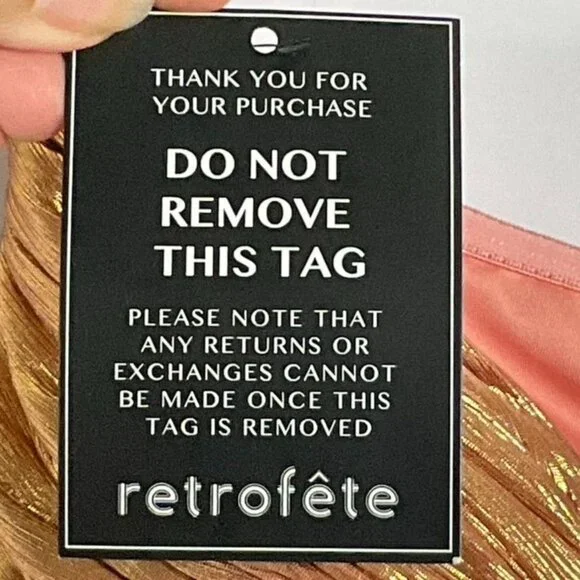 THANK YOU FOR
YOUR PURCHASE
DO NOT
REMOVE
THIS TAG
PLEASE NOTE THAT
ANY RETURNS OR
EXCHANGES CANNOT
BE MADE ONCE THIS
TAG IS REMOVED
retrofête